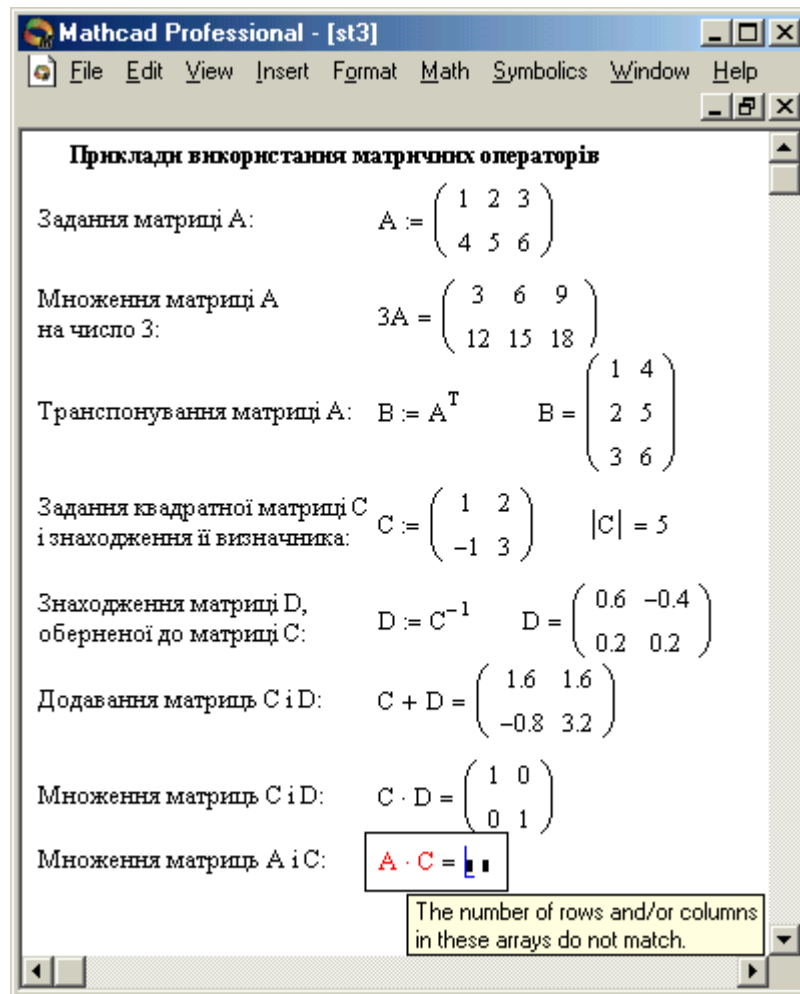 Mathcad Professional - [st3]
File Edit View Insert Format Math Symbolics Window Help
Приклади використання матричних операторів
Задання матриці A: A := ( 1 2 3
4 5 6 )
Множення матриці A
на число 3: 3A = ( 3 6 9
12 15 18 )
Транспонування матриці A: B := A^T B = ( 1 4
2 5
3 6 )
Задання квадратної матриці C
і знаходження її визначника: C := ( 1 2
-1 3 ) |C| = 5
Знаходження матриці D,
оберненої до матриці C: D := C^-1 D = ( 0.6 -0.4
0.2 0.2 )
Додавання матриць C і D: C + D = ( 1.6 1.6
-0.8 3.2 )
Множення матриць C і D: C · D = ( 1 0
0 1 )
Множення матриць A і C: A · C =
The number of rows and/or columns
in these arrays do not match.